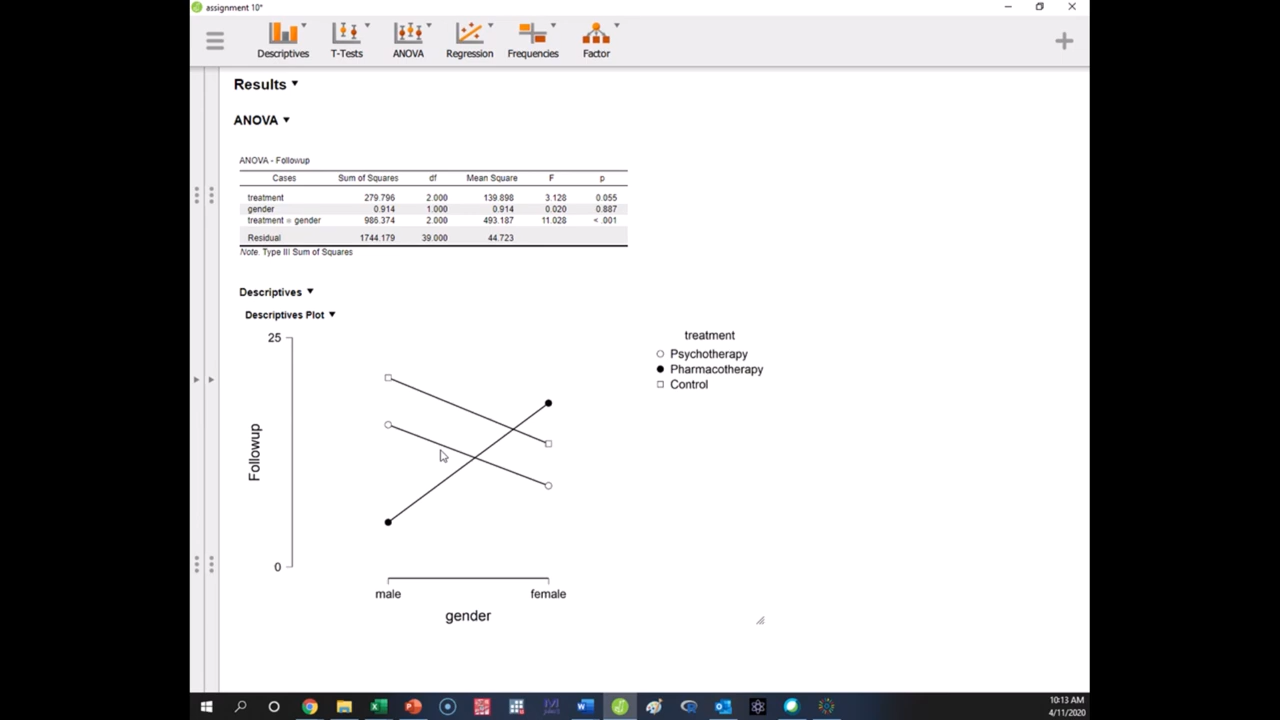 assignment 10*
Descriptives T-Tests ANOVA Regression Frequencies Factor
Results
ANOVA
ANOVA - Followup
Cases Sum of Squares df Mean Square F p
treatment 279.796 2.000 139.898 3.128 0.055
gender 0.914 1.000 0.914 0.020 0.887
treatment * gender 986.374 2.000 493.187 11.028 < .001
Residual 1744.179 39.000 44.723
Note. Type III Sum of Squares
Descriptives
Descriptives Plot
25
Followup
0
male female
gender
treatment
Psychotherapy
Pharmacotherapy
Control
10:13 AM
4/11/2020